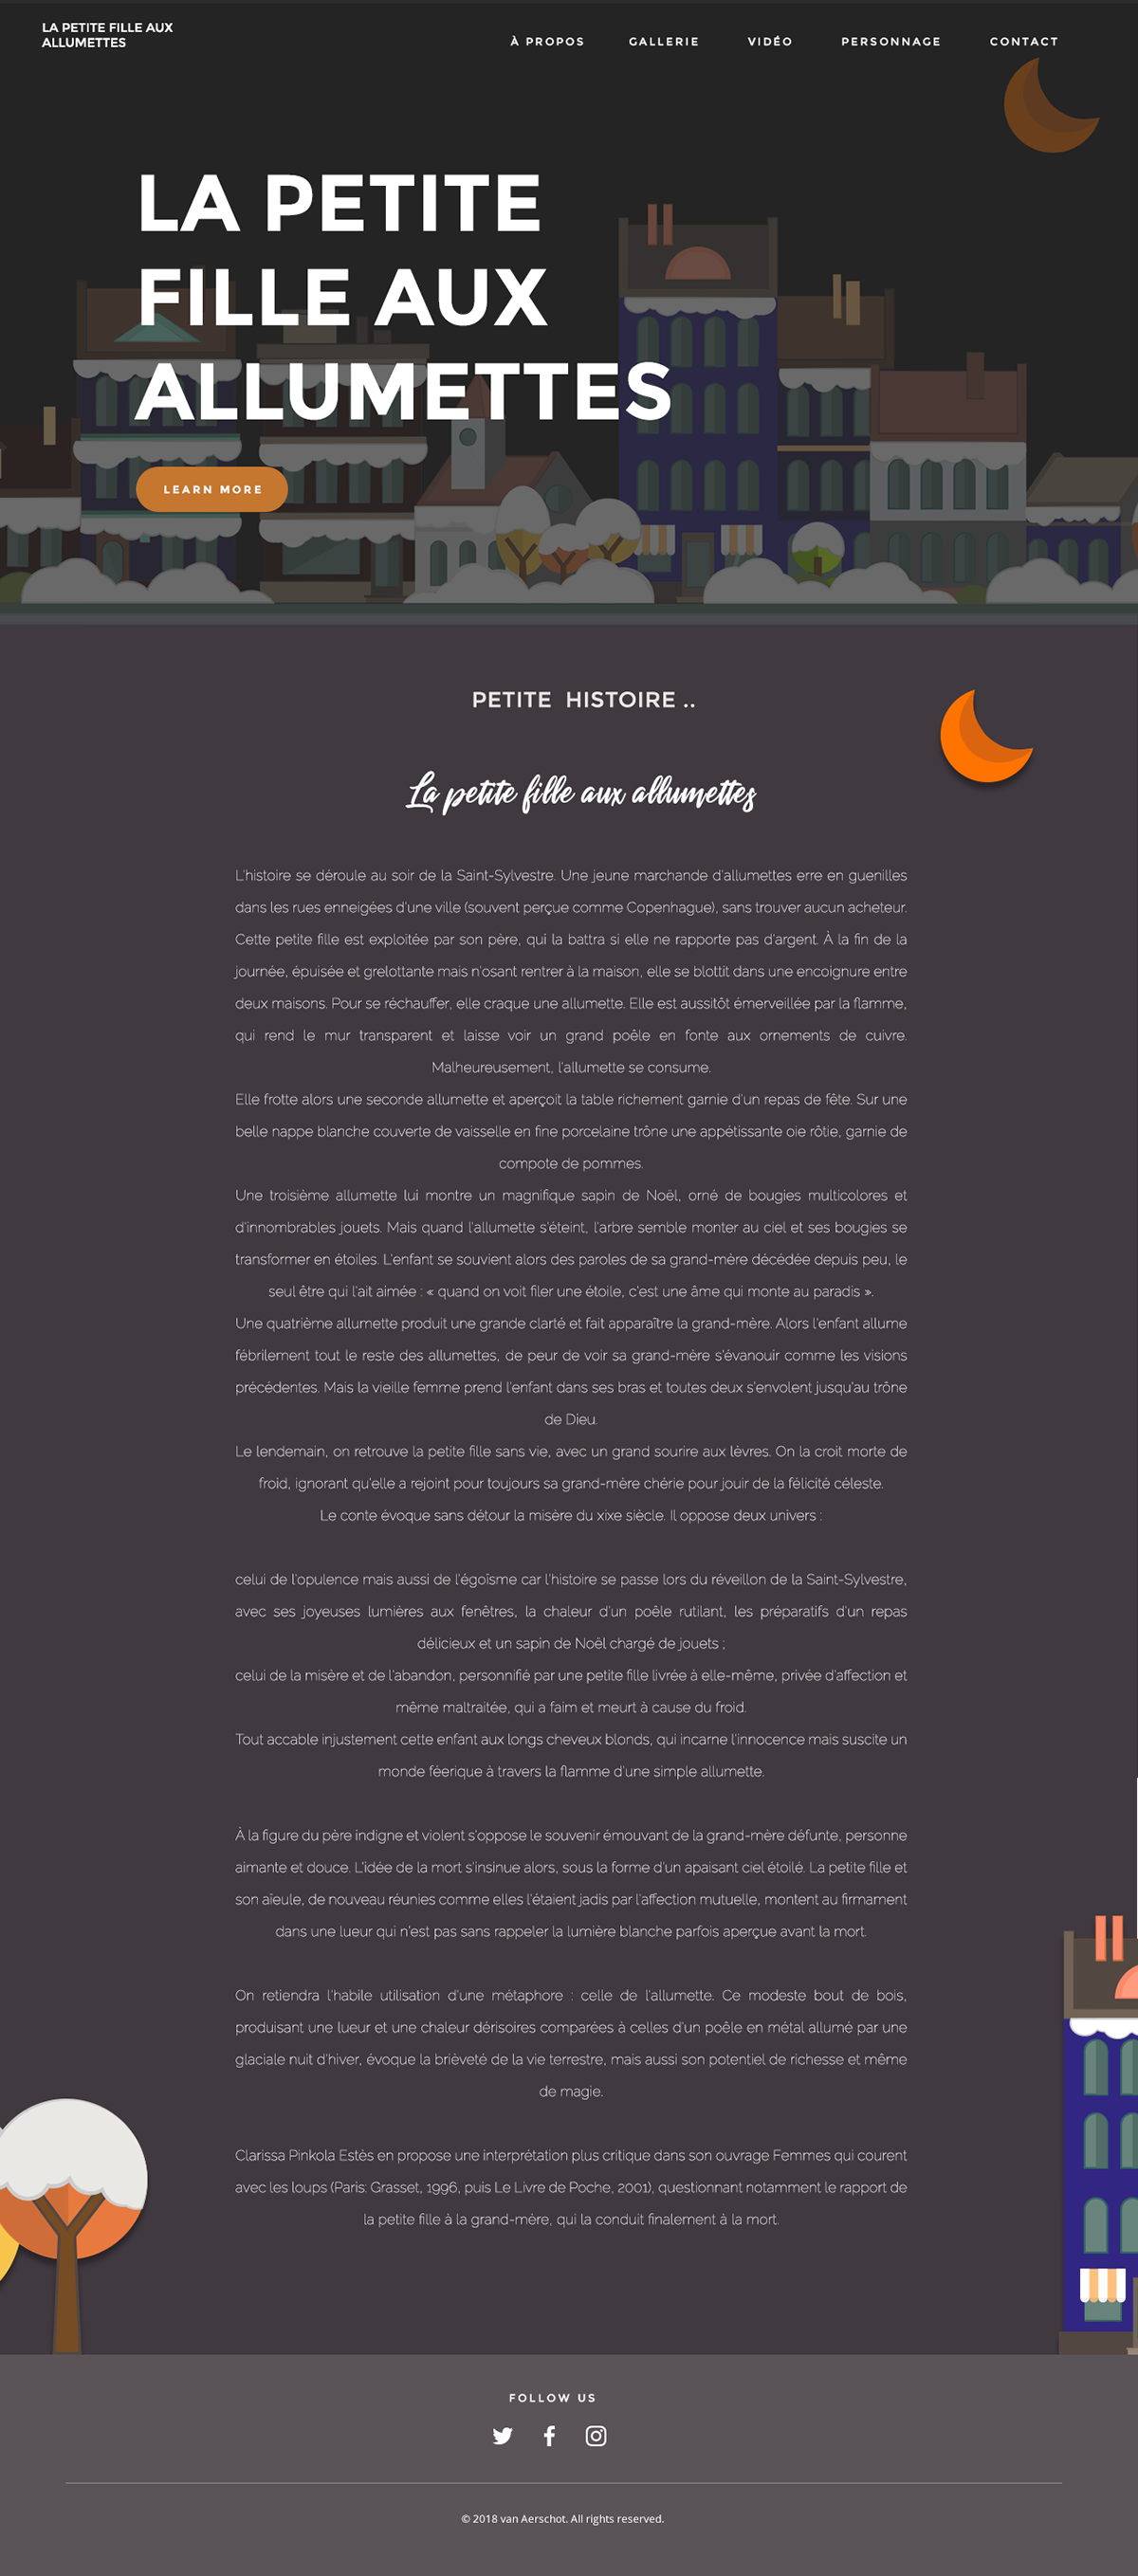 LA PETITE FILLE AUX
ALLUMETTES
À PROPOS GALLERIE VIDÉO PERSONNAGE CONTACT
LA PETITE
FILLE AUX
ALLUMETTES
LEARN MORE
PETITE HISTOIRE ..
La petite fille aux allumettes
L'histoire se déroule au soir de la Saint-Sylvestre. Une jeune marchande d'allumettes erre en guenilles
dans les rues enneigées d'une ville (souvent perçue comme Copenhague), sans trouver aucun acheteur.
Cette petite fille est exploitée par son père, qui la battra si elle ne rapporte pas d'argent. À la fin de la
journée, épuisée et grelottante mais n'osant rentrer à la maison, elle se blottit dans une encoignure entre
deux maisons. Pour se réchauffer, elle craque une allumette. Elle est aussitôt émerveillée par la flamme,
qui rend le mur transparent et laisse voir un grand poêle en fonte aux ornements de cuivre.
Malheureusement, l'allumette se consume.
Elle frotte alors une seconde allumette et aperçoit la table richement garnie d'un repas de fête. Sur une
belle nappe blanche couverte de vaisselle en fine porcelaine trône une appétissante oie rôtie, garnie de
compote de pommes.
Une troisième allumette lui montre un magnifique sapin de Noël, orné de bougies multicolores et
d'innombrables jouets. Mais quand l'allumette s'éteint, l'arbre semble monter au ciel et ses bougies se
transformer en étoiles. L'enfant se souvient alors des paroles de sa grand-mère décédée depuis peu, le
seul être qui l'ait aimée : « quand on voit filer une étoile, c'est une âme qui monte au paradis ».
Une quatrième allumette produit une grande clarté et fait apparaître la grand-mère. Alors l'enfant allume
fébrilement tout le reste des allumettes, de peur de voir sa grand-mère s'évanouir comme les visions
précédentes. Mais la vieille femme prend l'enfant dans ses bras et toutes deux s'envolent jusqu'au trône
de Dieu.
Le lendemain, on retrouve la petite fille sans vie, avec un grand sourire aux lèvres. On la croit morte de
froid, ignorant qu'elle a rejoint pour toujours sa grand-mère chérie pour jouir de la félicité céleste.
Le conte évoque sans détour la misère du xixe siècle. Il oppose deux univers :
celui de l'opulence mais aussi de l'égoïsme car l'histoire se passe lors du réveillon de la Saint-Sylvestre,
avec ses joyeuses lumières aux fenêtres, la chaleur d'un poêle rutilant, les préparatifs d'un repas
délicieux et un sapin de Noël chargé de jouets ;
celui de la misère et de l'abandon, personnifié par une petite fille livrée à elle-même, privée d'affection et
même maltraitée, qui a faim et meurt à cause du froid.
Tout accable injustement cette enfant aux longs cheveux blonds, qui incarne l'innocence mais suscite un
monde féerique à travers la flamme d'une simple allumette.
À la figure du père indigne et violent s'oppose le souvenir émouvant de la grand-mère défunte, personne
aimante et douce. L'idée de la mort s'insinue alors, sous la forme d'un apaisant ciel étoilé. La petite fille et
son aïeule, de nouveau réunies comme elles l'étaient jadis par l'affection mutuelle, montent au firmament
dans une lueur qui n'est pas sans rappeler la lumière blanche parfois aperçue avant la mort.
On retiendra l'habile utilisation d'une métaphore : celle de l'allumette. Ce modeste bout de bois,
produisant une lueur et une chaleur dérisoires comparées à celles d'un poêle en métal allumé par une
glaciale nuit d'hiver, évoque la brièveté de la vie terrestre, mais aussi son potentiel de richesse et même
de magie.
Clarissa Pinkola Estés en propose une interprétation plus critique dans son ouvrage Femmes qui courent
avec les loups (Paris: Grasset, 1996, puis Le Livre de Poche, 2001), questionnant notamment le rapport de
la petite fille à la grand-mère, qui la conduit finalement à la mort.
FOLLOW US
© 2018 van Aerschot. All rights reserved.